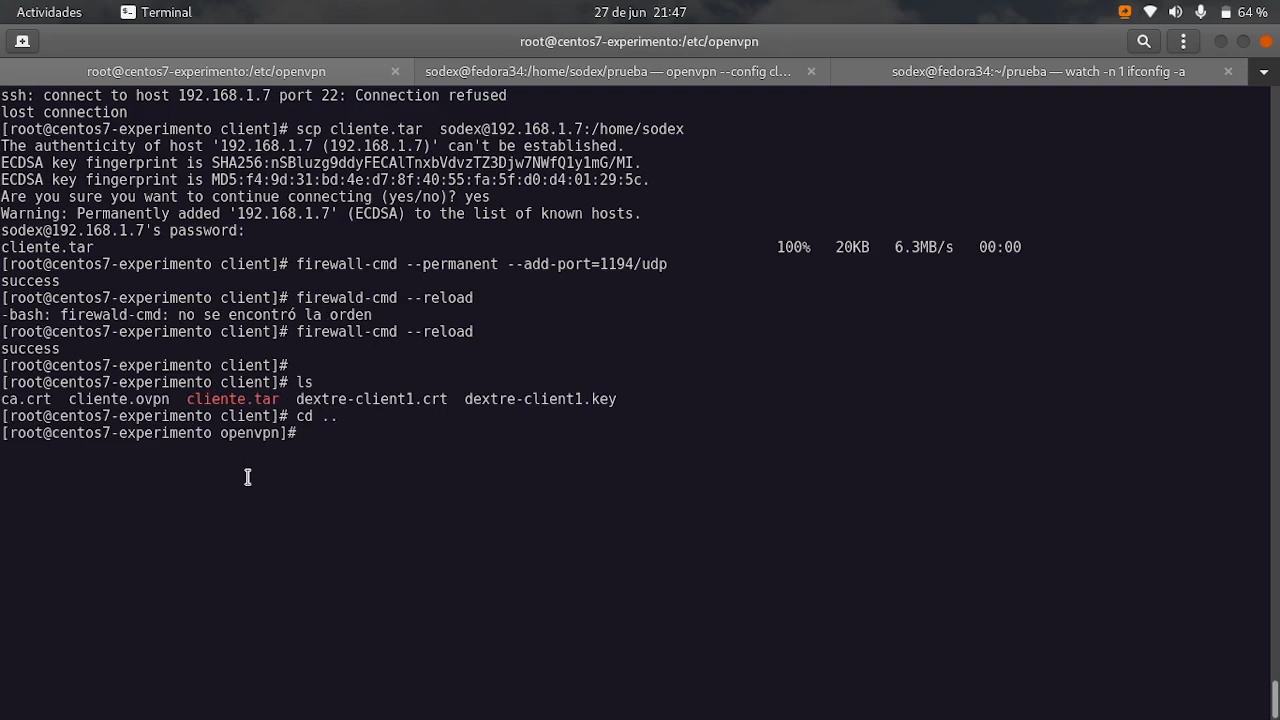 Actividades
Terminal
27 de jun 21:47
64 %
root@centos7-experimento:/etc/openvpn
root@centos7-experimento:/etc/openvpn
sodex@fedora34:/home/sodex/prueba — openvpn --config cl...
sodex@fedora34:~/prueba — watch -n 1 ifconfig -a
ssh: connect to host 192.168.1.7 port 22: Connection refused
lost connection
[root@centos7-experimento client]# scp cliente.tar  sodex@192.168.1.7:/home/sodex
The authenticity of host '192.168.1.7 (192.168.1.7)' can't be established.
ECDSA key fingerprint is SHA256:nSBluzg9ddyFECAlTnxbVdvzTZ3Djw7NWfQ1y1mG/MI.
ECDSA key fingerprint is MD5:f4:9d:31:bd:4e:d7:8f:40:55:fa:5f:d0:d4:01:29:5c.
Are you sure you want to continue connecting (yes/no)? yes
Warning: Permanently added '192.168.1.7' (ECDSA) to the list of known hosts.
sodex@192.168.1.7's password:
cliente.tar 100% 20KB 6.3MB/s 00:00
[root@centos7-experimento client]# firewall-cmd --permanent --add-port=1194/udp
success
[root@centos7-experimento client]# firewald-cmd --reload
-bash: firewald-cmd: no se encontró la orden
[root@centos7-experimento client]# firewall-cmd --reload
success
[root@centos7-experimento client]#
[root@centos7-experimento client]# ls
ca.crt  cliente.ovpn  cliente.tar  dextre-client1.crt  dextre-client1.key
[root@centos7-experimento client]# cd ..
[root@centos7-experimento openvpn]#